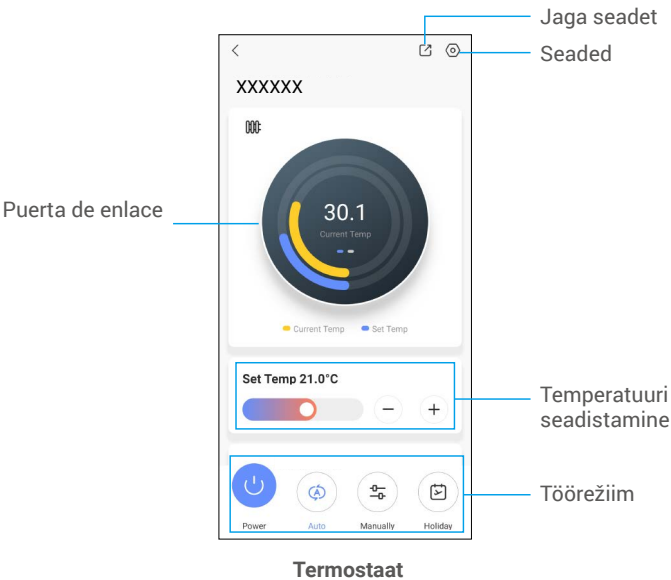 Jaga seadet
Seaded
XXXXXX
Puerta de enlace
30.1
Current Temp
Current Temp
Set Temp
Set Temp 21.0°C
Temperatuuri
seadistamine
Töörežiim
Power
Auto
Manually
Holiday
Termostaat